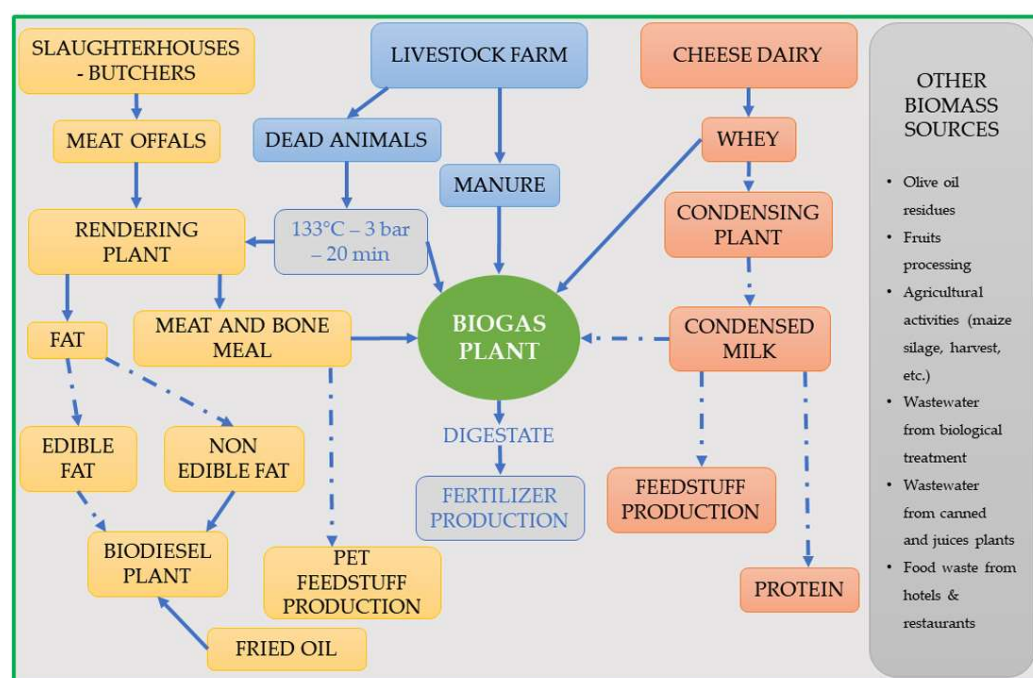 SLAUGHTERHOUSES
- BUTCHERS
LIVESTOCK FARM
CHEESE DAIRY
MEAT OFFALS
DEAD ANIMALS
MANURE
WHEY
RENDERING
PLANT
133°C – 3 bar
– 20 min
CONDENSING
PLANT
FAT
MEAT AND BONE
MEAL
BIOGAS
PLANT
CONDENSED
MILK
EDIBLE
FAT
NON
EDIBLE FAT
DIGESTATE
FERTILIZER
PRODUCTION
FEEDSTUFF
PRODUCTION
BIODIESEL
PLANT
PET
FEEDSTUFF
PRODUCTION
PROTEIN
FRIED OIL
OTHER
BIOMASS
SOURCES
• Olive oil
residues
• Fruits
processing
• Agricultural
activities (maize
silage, harvest,
etc.)
• Wastewater
from biological
treatment
• Wastewater
from canned
and juices plants
• Food waste from
hotels &
restaurants